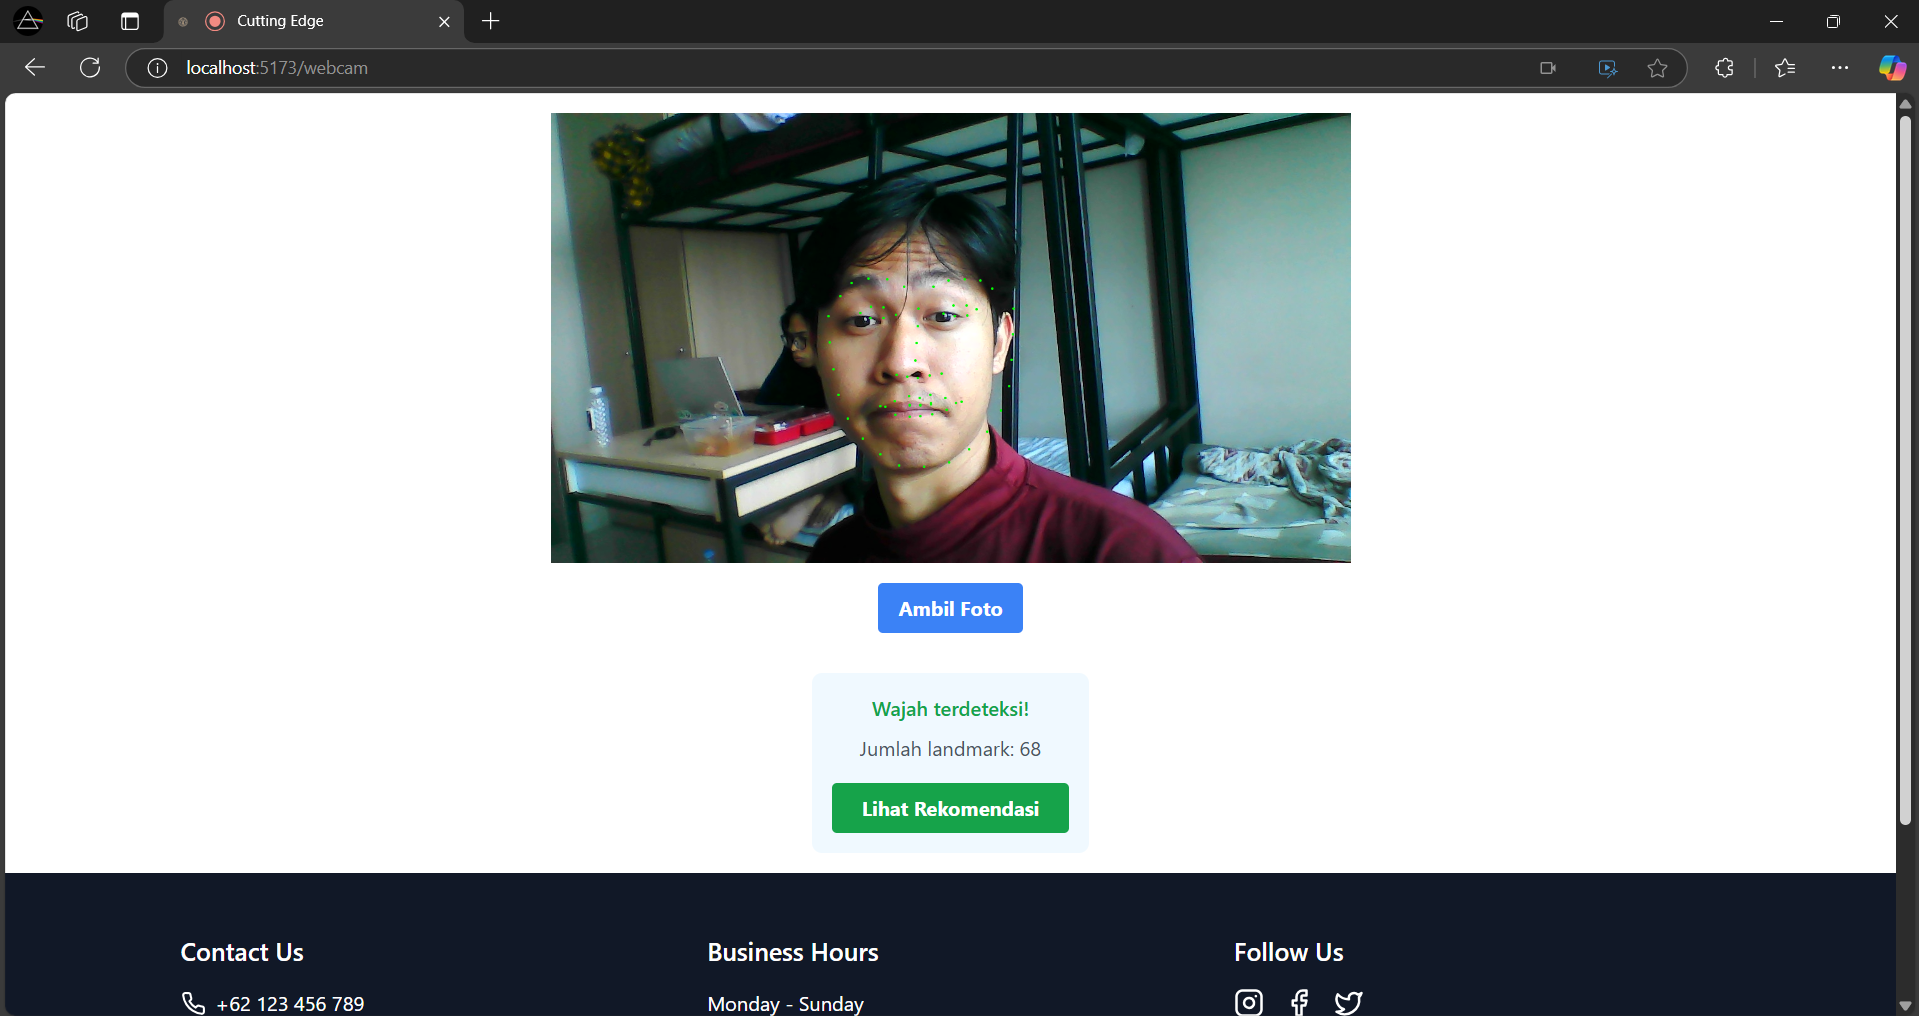 Cutting Edge
localhost:5173/webcam
Ambil Foto
Wajah terdeteksi!
Jumlah landmark: 68
Lihat Rekomendasi
Contact Us
Business Hours
Follow Us
+62 123 456 789
Monday - Sunday